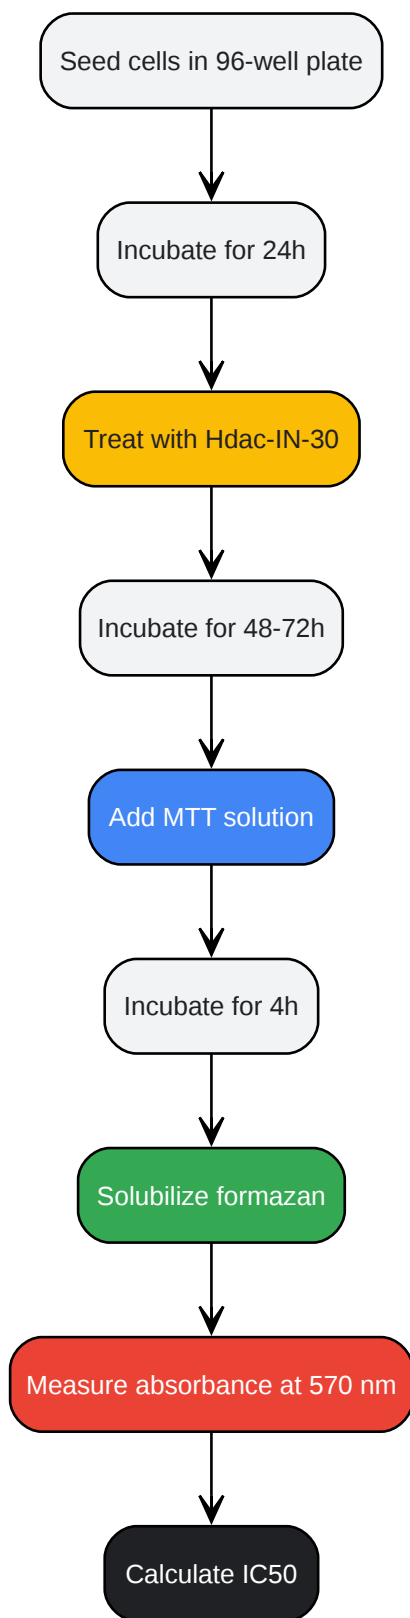 Seed cells in 96-well plate
Incubate for 24h
Treat with Hdac-IN-30
Incubate for 48-72h
Add MTT solution
Incubate for 4h
Solubilize formazan
Measure absorbance at 570 nm
Calculate IC50